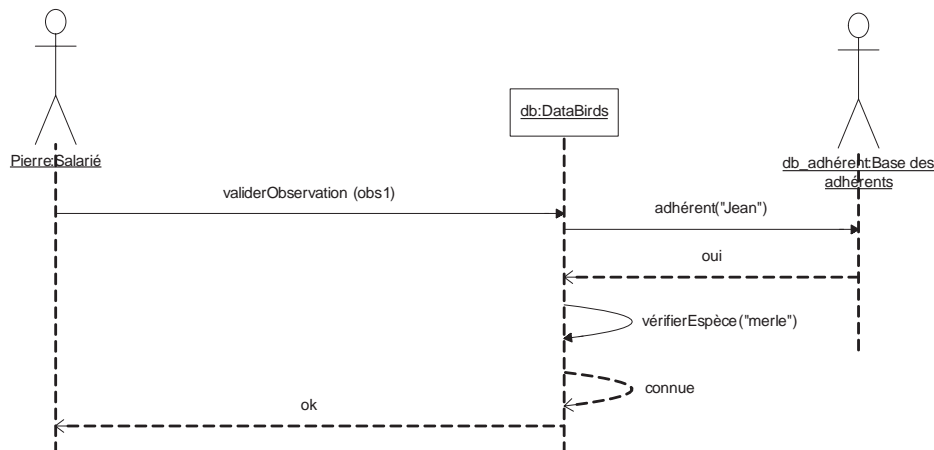 db:DataBirds
Pierre:Salarié
db_adhérent:Base des
adhérents
validerObservation (obs1)
adhérent("Jean")
oui
vérifierEspèce("merle")
connue
ok